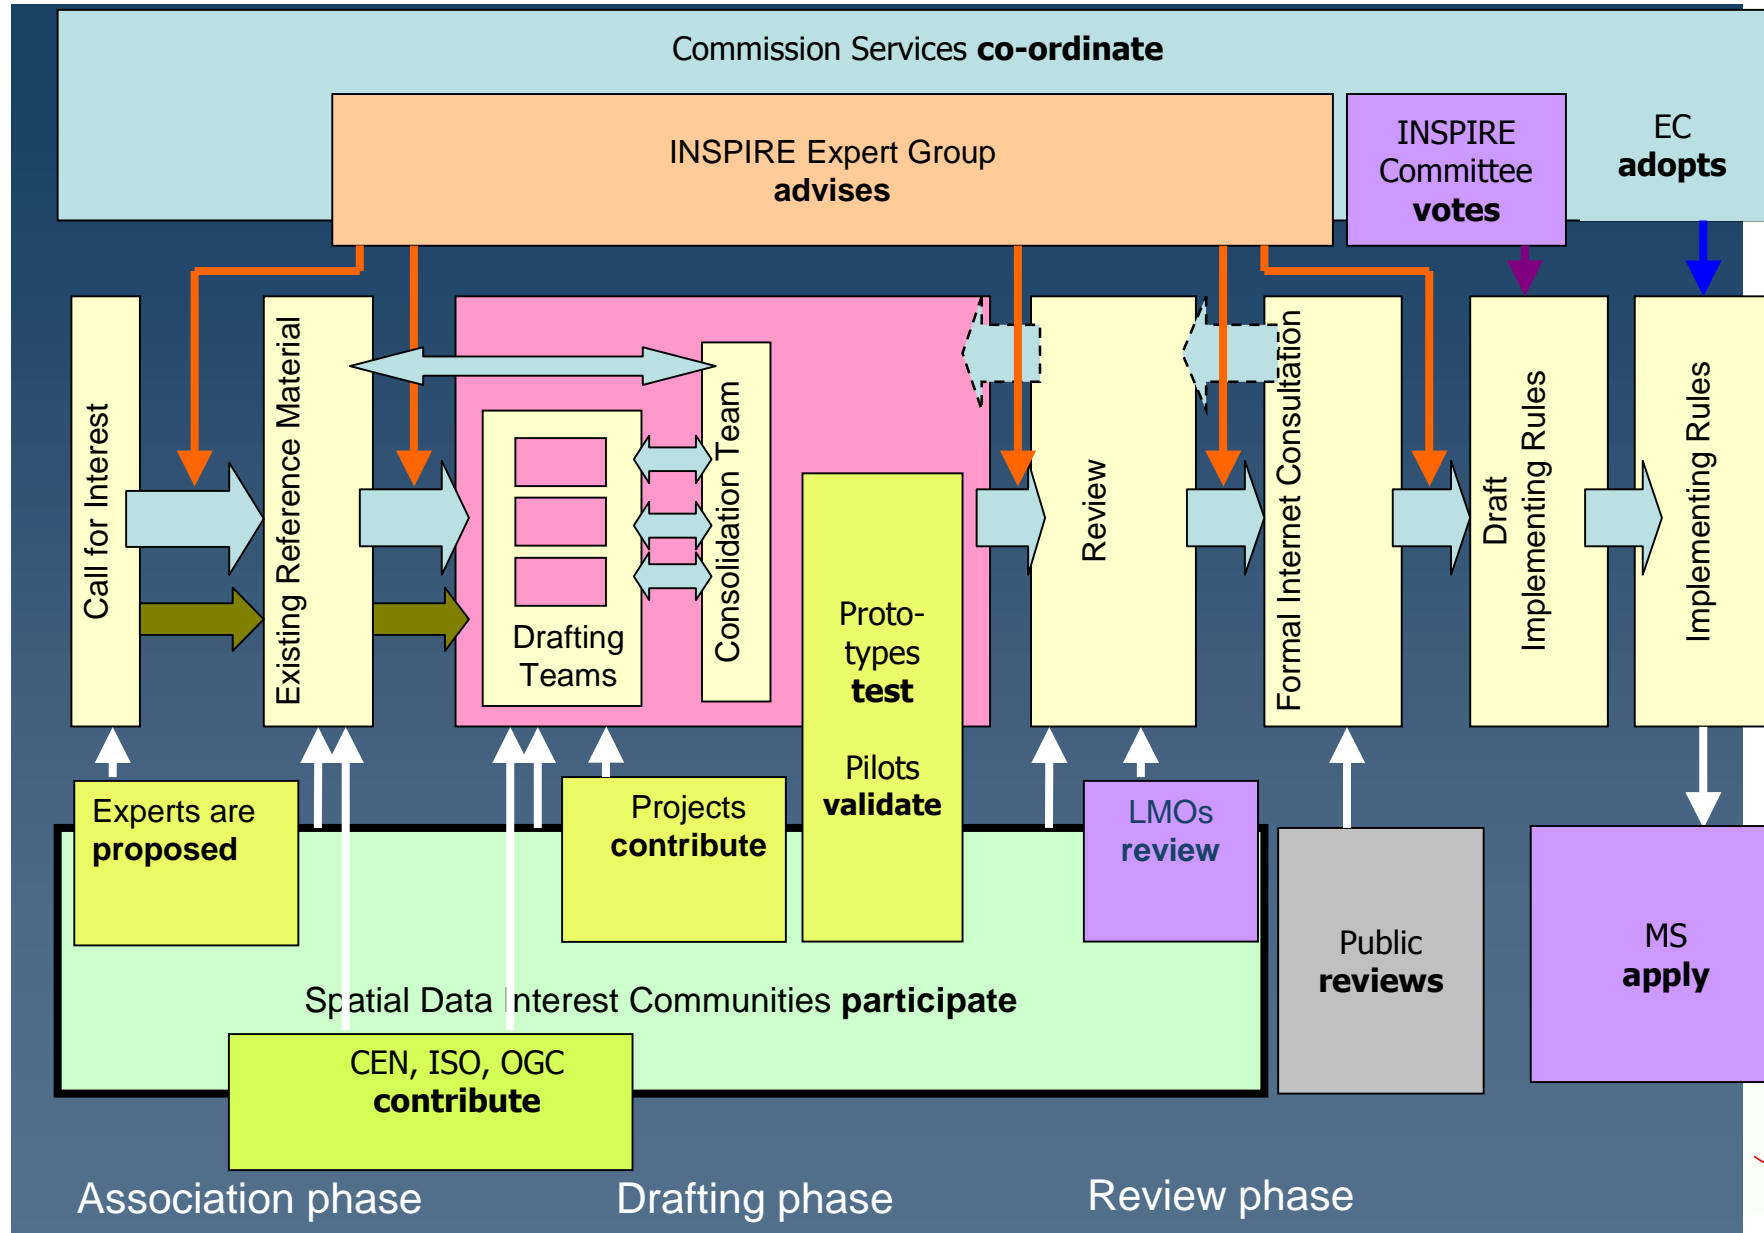 Commission Services co-ordinate
INSPIRE Expert Group
advises
INSPIRE
Committee
votes
EC
adopts
Call for Interest
Existing Reference Material
Drafting
Teams
Consolidation Team
Proto-
types
test
Pilots
validate
Review
Formal Internet Consultation
Draft
Implementing Rules
Implementing Rules
Experts are
proposed
Projects
contribute
LMOs
review
Public
reviews
MS
apply
Spatial Data Interest Communities participate
CEN, ISO, OGC
contribute
Association phase
Drafting phase
Review phase